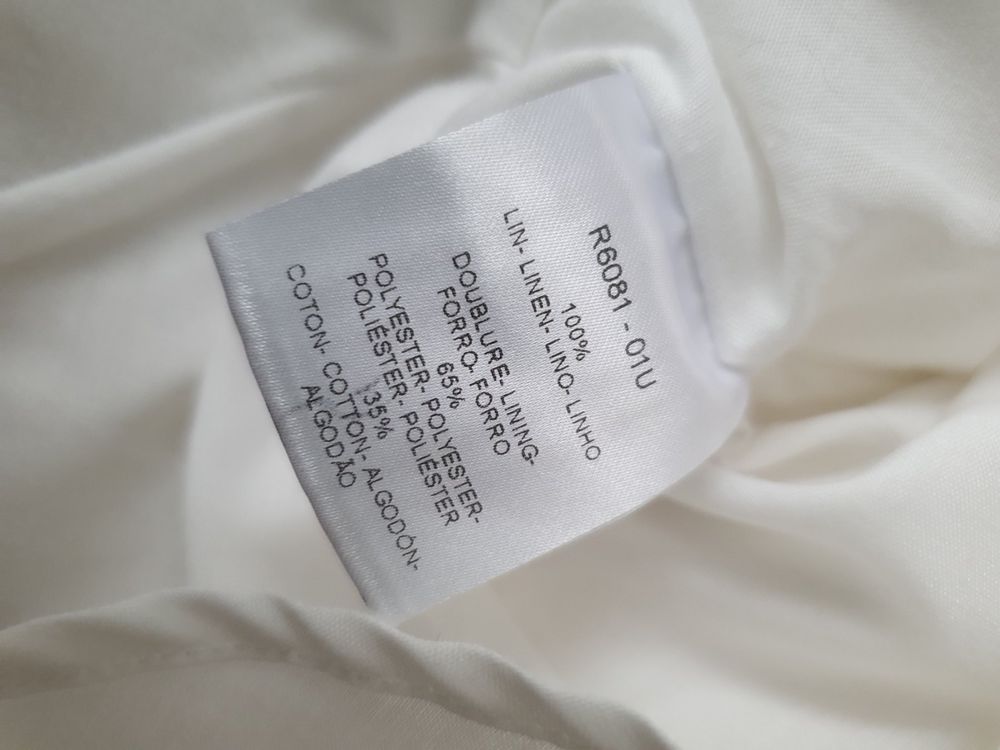 R6081 - 01U
100%
LIN- LINEN- LINO- LINHO
DOUBLURE- LINING-
FORRO- FORRO
65%
POLYESTER- POLYESTER-
POLIÉSTER- POLIÉSTER
35%
COTON- COTTON- ALGODÓN-
ALGODÃO